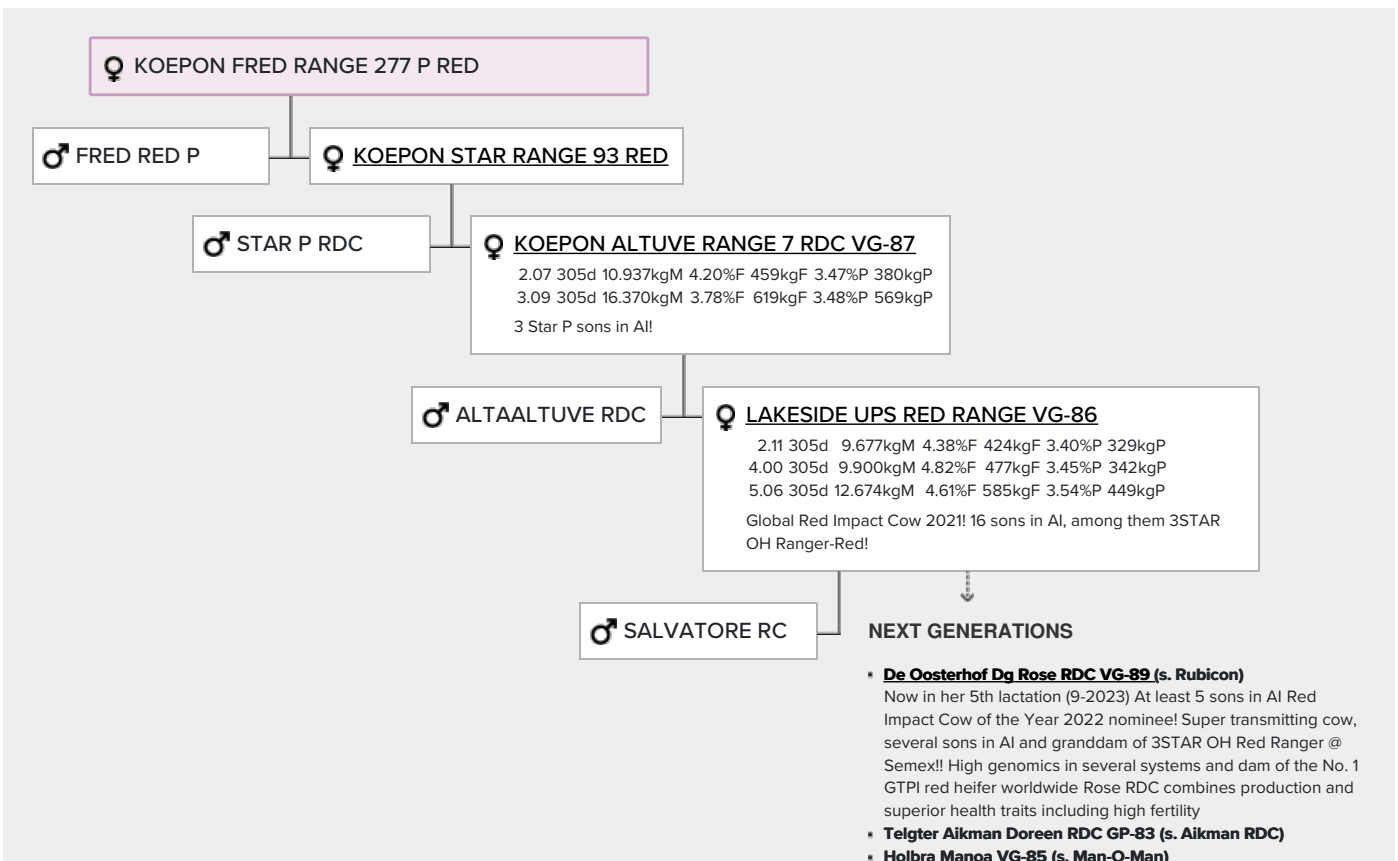 KOEPON FRED RANGE 277 P RED
FRED RED P
KOEPON STAR RANGE 93 RED
STAR P RDC
KOEPON ALTUVE RANGE 7 RDC VG-87
2.07 305d 10.937kgM 4.20%F 459kgF 3.47%P 380kgP
3.09 305d 16.370kgM 3.78%F 619kgF 3.48%P 569kgP
3 Star P sons in AI!
ALTAALTUVE RDC
LAKESIDE UPS RED RANGE VG-86
2.11 305d 9.677kgM 4.38%F 424kgF 3.40%P 329kgP
4.00 305d 9.900kgM 4.82%F 477kgF 3.45%P 342kgP
5.06 305d 12.674kgM 4.61%F 585kgF 3.54%P 449kgP
Global Red Impact Cow 2021! 16 sons in AI, among them 3STAR
OH Ranger-Red!
SALVATORE RC
NEXT GENERATIONS
De Oosterhof Dg Rose RDC VG-89 (s. Rubicon)
Now in her 5th lactation (9-2023) At least 5 sons in AI Red
Impact Cow of the Year 2022 nominee! Super transmitting cow,
several sons in AI and granddam of 3STAR OH Red Ranger @
Semex!! High genomics in several systems and dam of the No. 1
GTPI red heifer worldwide Rose RDC combines production and
superior health traits including high fertility
Telgter Aikman Doreen RDC GP-83 (s. Aikman RDC)
Holbra Manoa VG-85 (s. Man-O-Man)